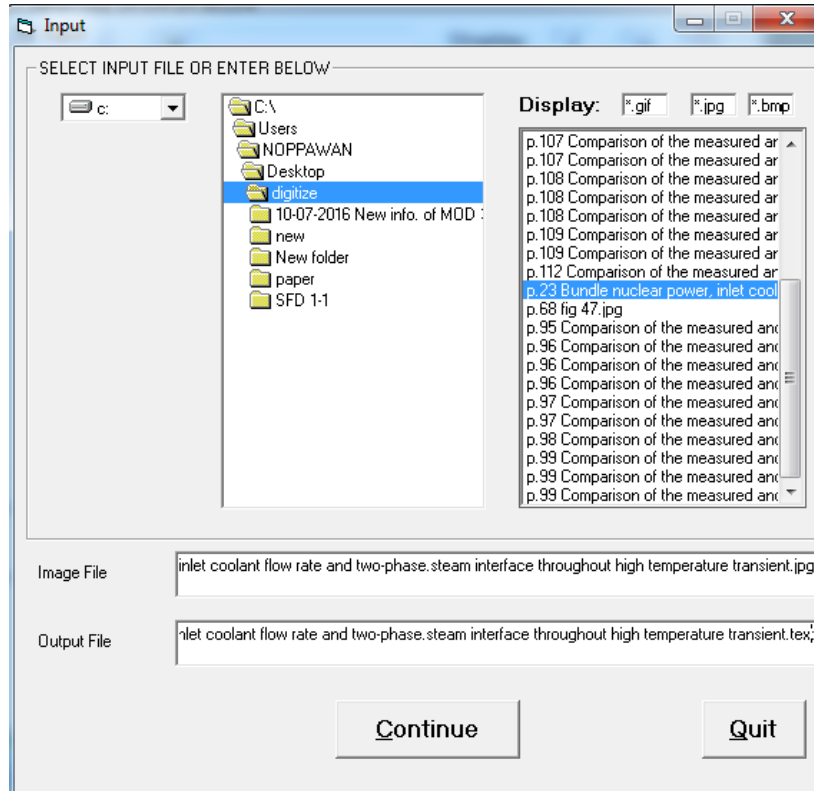 Input
SELECT INPUT FILE OR ENTER BELOW
c:
C:\
Users
NOPPAWAN
Desktop
digitize
10-07-2016 New info. of MOD
new
New folder
paper
SFD 1-1
Display: *.gif *.jpg *.bmp
p.107 Comparison of the measured ar
p.107 Comparison of the measured ar
p.108 Comparison of the measured ar
p.108 Comparison of the measured ar
p.108 Comparison of the measured ar
p.109 Comparison of the measured ar
p.109 Comparison of the measured ar
p.112 Comparison of the measured ar
p.23 Bundle nuclear power, inlet cool
p.68 fig 47.jpg
p.95 Comparison of the measured and
p.96 Comparison of the measured and
p.96 Comparison of the measured and
p.96 Comparison of the measured and
p.97 Comparison of the measured and
p.97 Comparison of the measured and
p.98 Comparison of the measured and
p.99 Comparison of the measured and
p.99 Comparison of the measured and
p.99 Comparison of the measured and
Image File
inlet coolant flow rate and two-phase.steam interface throughout high temperature transient.jpg
Output File
nlet coolant flow rate and two-phase.steam interface throughout high temperature transient.tex
Continue
Quit